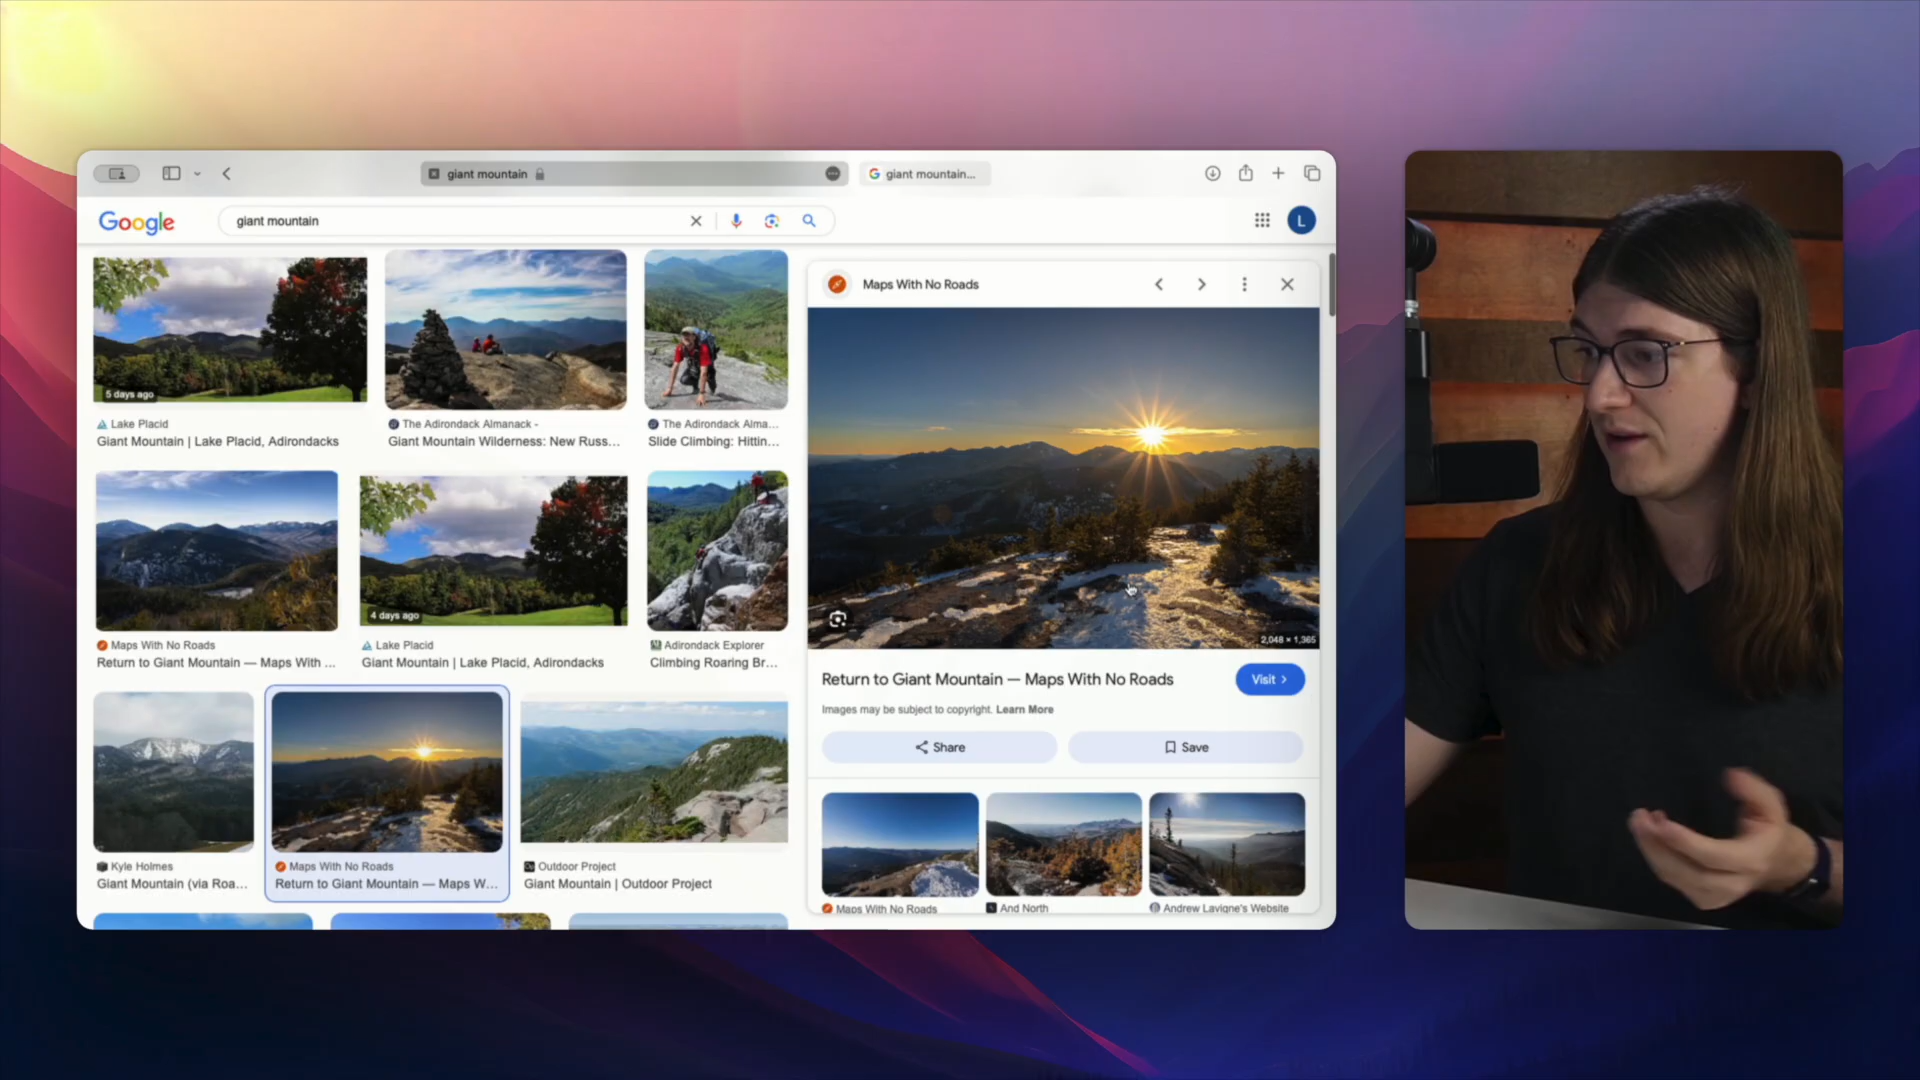 giant mountain
giant mountain...
Google
giant mountain
L
5 days ago
Lake Placid
Giant Mountain | Lake Placid, Adirondacks
The Adirondack Almanack -
Giant Mountain Wilderness: New Russ...
The Adirondack Alma...
Slide Climbing: Hittin...
Maps With No Roads
Return to Giant Mountain — Maps With ...
4 days ago
Lake Placid
Giant Mountain | Lake Placid, Adirondacks
Adirondack Explorer
Climbing Roaring Br...
Kyle Holmes
Giant Mountain (via Roa...
Maps With No Roads
Return to Giant Mountain — Maps W...
Outdoor Project
Giant Mountain | Outdoor Project
Maps With No Roads
2,048 × 1,365
Return to Giant Mountain — Maps With No Roads
Visit
Images may be subject to copyright. Learn More
Share
Save
Maps With No Roads
And North
Andrew Lavigne's Website